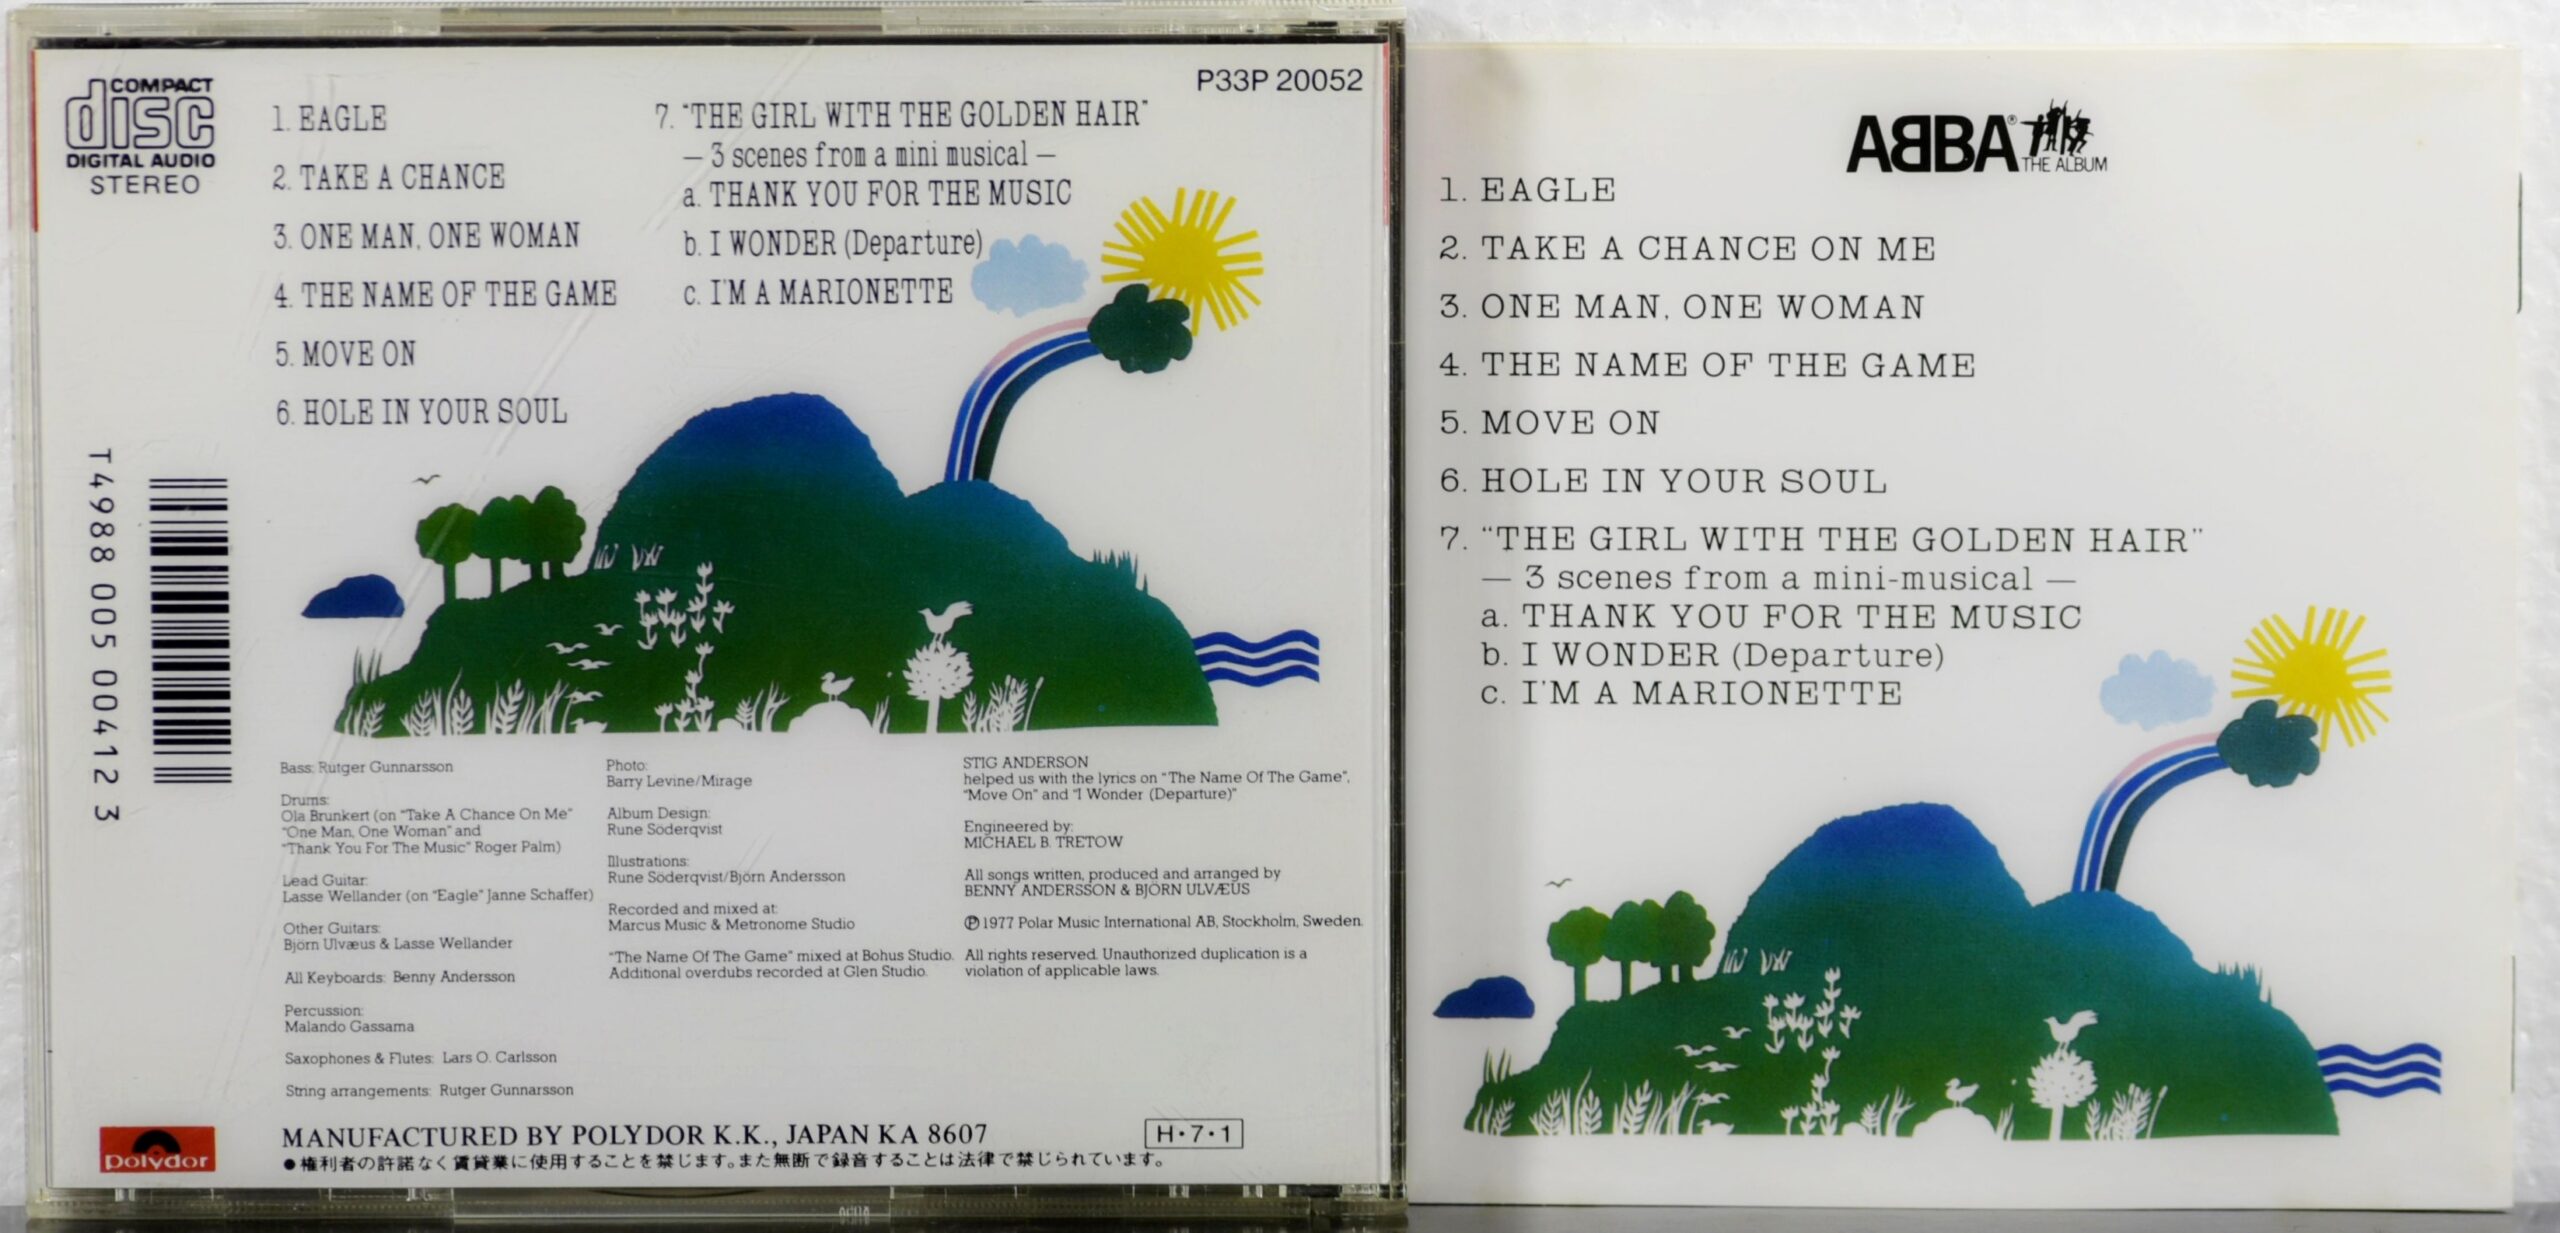 COMPACT
disc
DIGITAL AUDIO
STEREO
P33P 20052
1. EAGLE
2. TAKE A CHANCE
3. ONE MAN, ONE WOMAN
4. THE NAME OF THE GAME
5. MOVE ON
6. HOLE IN YOUR SOUL
7. "THE GIRL WITH THE GOLDEN HAIR"
— 3 scenes from a mini musical —
a. THANK YOU FOR THE MUSIC
b. I WONDER (Departure)
c. I'M A MARIONETTE
T4988 005 00412 3
Bass: Rutger Gunnarsson
Drums:
Ola Brunkert (on "Take A Chance On Me"
"One Man, One Woman" and
"Thank You For The Music" Roger Palm)
Lead Guitar:
Lasse Wellander (on "Eagle" Janne Schaffer)
Other Guitars:
Björn Ulvæus & Lasse Wellander
All Keyboards: Benny Andersson
Percussion:
Malando Gassama
Saxophones & Flutes: Lars O. Carlsson
String arrangements: Rutger Gunnarsson
Photo:
Barry Levine/Mirage
Album Design:
Rune Söderqvist
Illustrations:
Rune Söderqvist/Björn Andersson
Recorded and mixed at:
Marcus Music & Metronome Studio
"The Name Of The Game" mixed at Bohus Studio.
Additional overdubs recorded at Glen Studio.
STIG ANDERSON
helped us with the lyrics on "The Name Of The Game",
"Move On" and "I Wonder (Departure)"
Engineered by:
MICHAEL B. TRETOW
All songs written, produced and arranged by
BENNY ANDERSSON & BJÖRN ULVÆUS
Ⓟ 1977 Polar Music International AB, Stockholm, Sweden.
All rights reserved. Unauthorized duplication is a
violation of applicable laws.
polydor
MANUFACTURED BY POLYDOR K.K., JAPAN KA 8607
H・7・1
●権利者の許諾なく賃貸業に使用することを禁じます。また無断で録音することは法律で禁じられています。
ABBA®
THE ALBUM
1. EAGLE
2. TAKE A CHANCE ON ME
3. ONE MAN, ONE WOMAN
4. THE NAME OF THE GAME
5. MOVE ON
6. HOLE IN YOUR SOUL
7. "THE GIRL WITH THE GOLDEN HAIR"
— 3 scenes from a mini-musical —
a. THANK YOU FOR THE MUSIC
b. I WONDER (Departure)
c. I'M A MARIONETTE